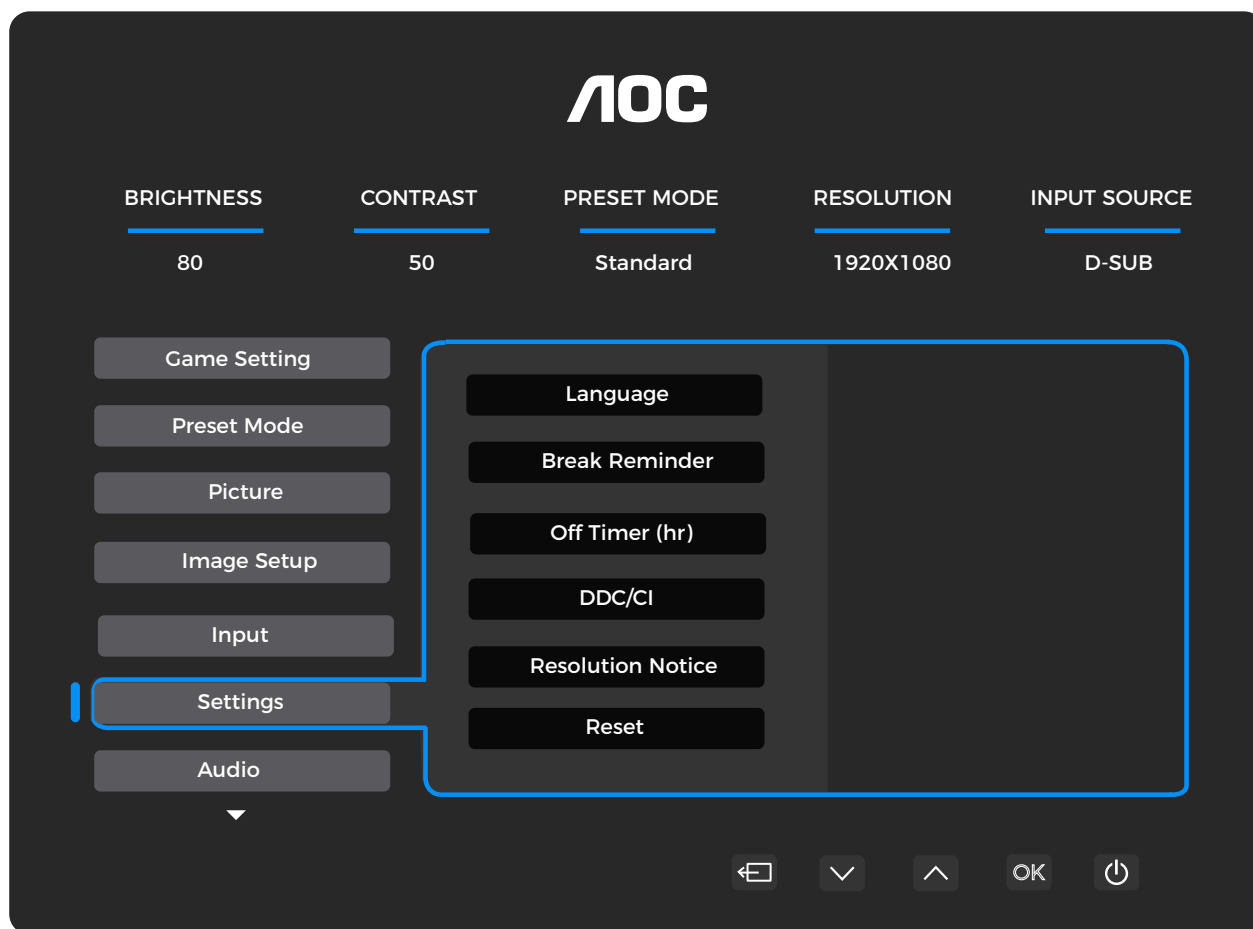 AOC
BRIGHTNESS CONTRAST PRESET MODE RESOLUTION INPUT SOURCE
80 50 Standard 1920X1080 D-SUB
Game Setting
Preset Mode
Picture
Image Setup
Input
Settings
Audio
Language
Break Reminder
Off Timer (hr)
DDC/CI
Resolution Notice
Reset
OK